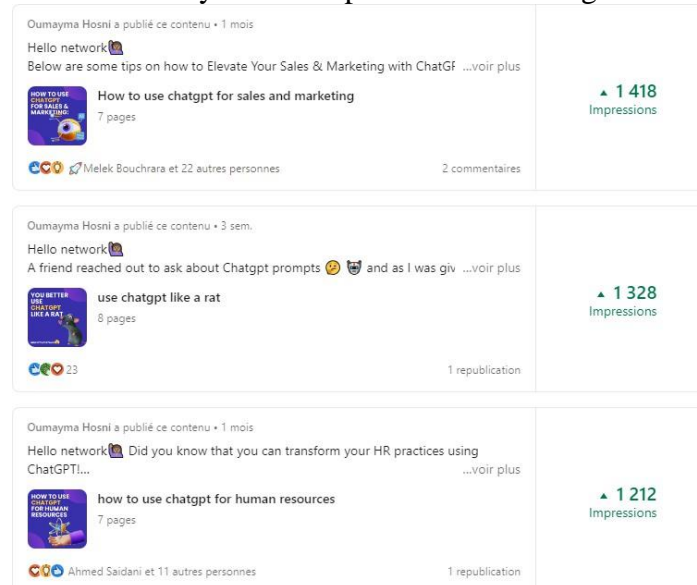 Oumayma Hosni a publié ce contenu • 1 mois
Hello network
Below are some tips on how to Elevate Your Sales & Marketing with ChatGF ...voir plus
HOW TO USE
CHATGPT
FOR SALES &
MARKETING:
How to use chatgpt for sales and marketing
7 pages
Melek Bouchrara et 22 autres personnes
2 commentaires
▲ 1 418
Impressions
Oumayma Hosni a publié ce contenu • 3 sem.
Hello network
A friend reached out to ask about Chatgpt prompts 😕 and as I was giv ...voir plus
YOU BETTER
USE
CHATGPT
LIKE A RAT
use chatgpt like a rat
8 pages
23
1 republication
▲ 1 328
Impressions
Oumayma Hosni a publié ce contenu • 1 mois
Hello network Did you know that you can transform your HR practices using
ChatGPT!... ...voir plus
HOW TO USE
CHATGPT
FOR HUMAN
RESOURCES
how to use chatgpt for human resources
7 pages
Ahmed Saidani et 11 autres personnes
1 republication
▲ 1 212
Impressions